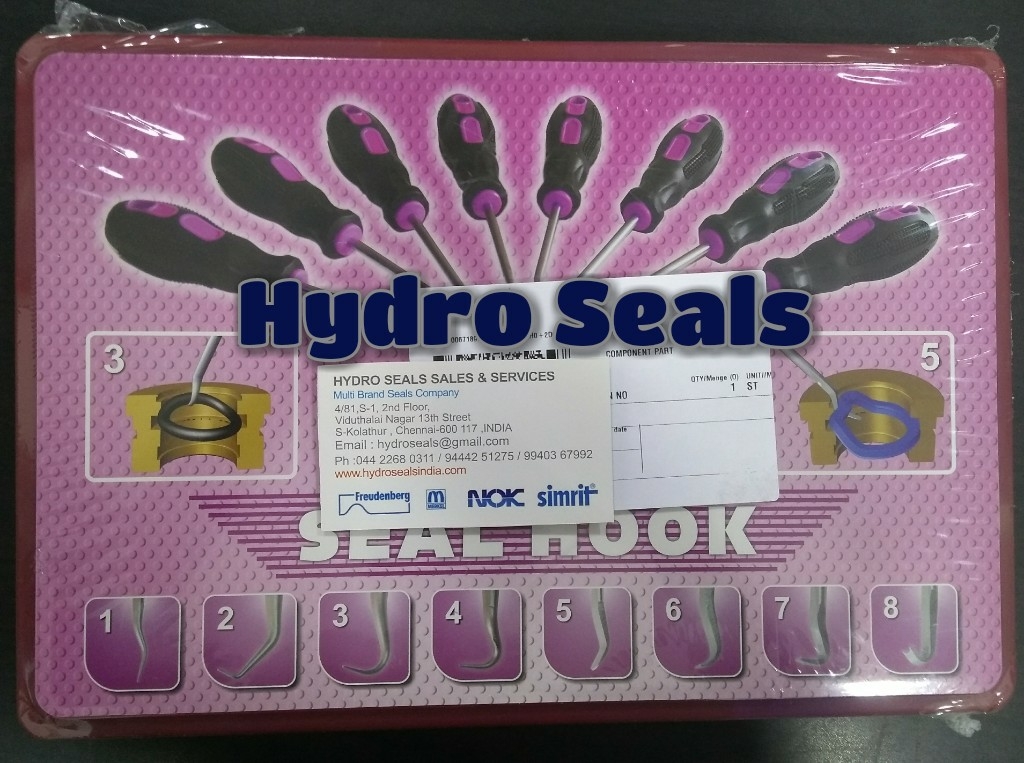 Hydro Seals
COMPONENT PART
QTY/Menge (Q)
1 ST
NO
date
HYDRO SEALS SALES & SERVICES
Multi Brand Seals Company
4/81,S-1, 2nd Floor,
Viduthalai Nagar 13th Street
S-Kolathur , Chennai-600 117 ,INDIA
Email : hydroseals@gmail.com
Ph :044 2268 0311 / 94442 51275 / 99403 67992
www.hydrosealsindia.com
Freudenberg
NOK
simrit
3
5
SEAL HOOK
1 2 3 4 5 6 7 8